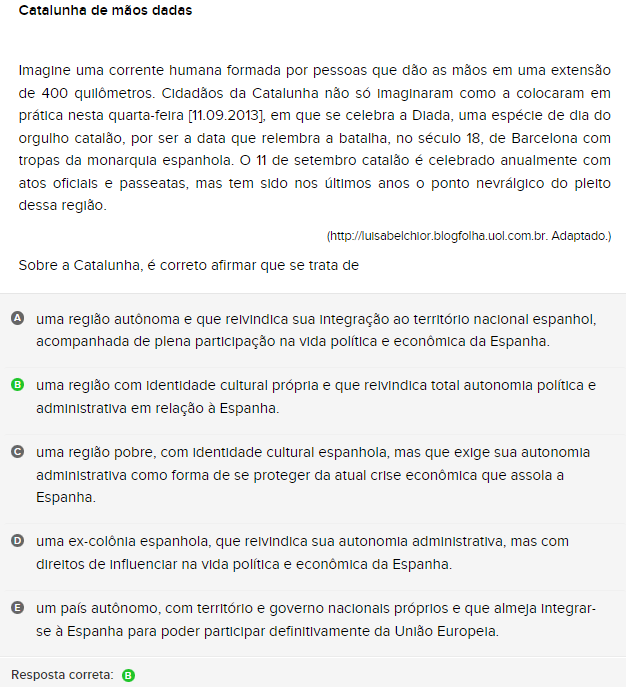 Catalunha de mãos dadas
Imagine uma corrente humana formada por pessoas que dão as mãos em uma extensão
de 400 quilômetros. Cidadãos da Catalunha não só imaginaram como a colocaram em
prática nesta quarta-feira [11.09.2013], em que se celebra a Diada, uma espécie de dia do
orgulho catalão, por ser a data que relembra a batalha, no século 18, de Barcelona com
tropas da monarquia espanhola. O 11 de setembro catalão é celebrado anualmente com
atos oficiais e passeatas, mas tem sido nos últimos anos o ponto nevrálgico do pleito
dessa região.
(http://luisabelchior.blogfolha.uol.com.br. Adaptado.)
Sobre a Catalunha, é correto afirmar que se trata de
A uma região autônoma e que reivindica sua integração ao território nacional espanhol,
acompanhada de plena participação na vida política e econômica da Espanha.
B uma região com identidade cultural própria e que reivindica total autonomia política e
administrativa em relação à Espanha.
C uma região pobre, com identidade cultural espanhola, mas que exige sua autonomia
administrativa como forma de se proteger da atual crise econômica que assola a
Espanha.
D uma ex-colônia espanhola, que reivindica sua autonomia administrativa, mas com
direitos de influenciar na vida política e econômica da Espanha.
E um país autônomo, com território e governo nacionais próprios e que almeja integrar-
se à Espanha para poder participar definitivamente da União Europeia.
Resposta correta: B